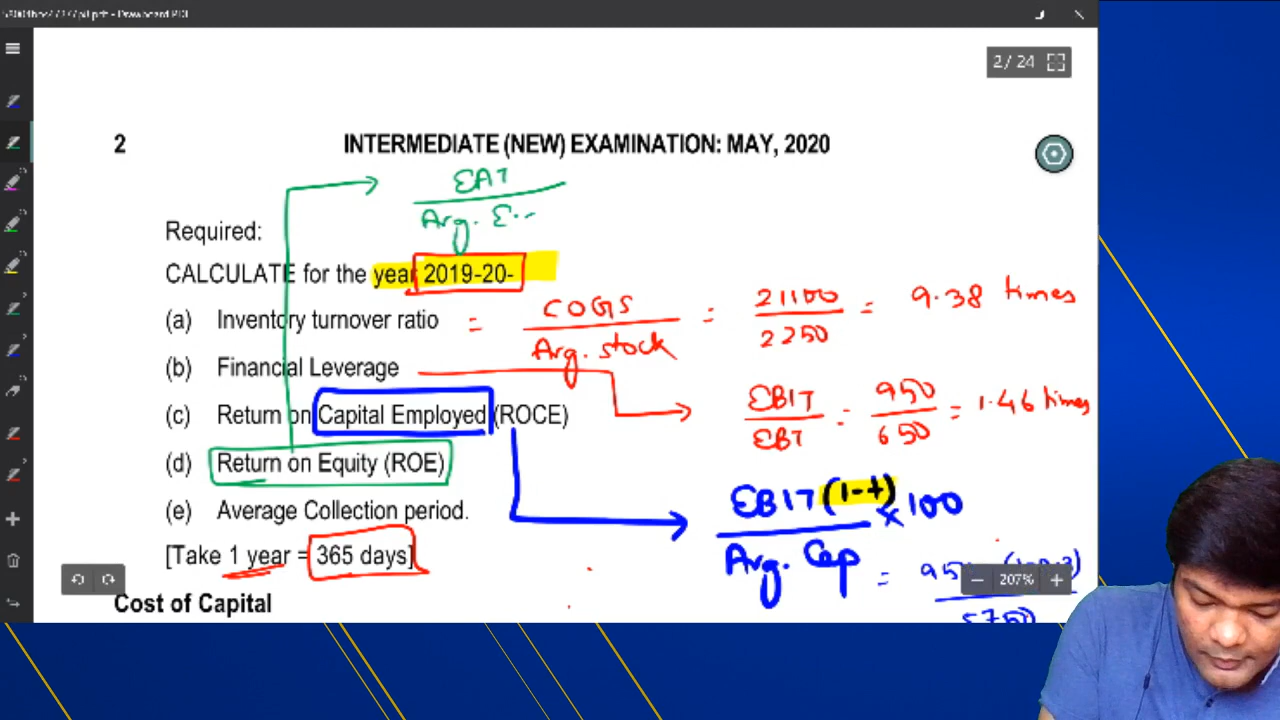 2/24
2 INTERMEDIATE (NEW) EXAMINATION: MAY, 2020
EAT
Avg. E..
Required:
CALCULATE for the year 2019-20-
(a) Inventory turnover ratio = COGS / Avg. stock = 21100 / 2250 = 9.38 times
(b) Financial Leverage
EBIT / EBT = 950 / 650 = 1.46 times
(c) Return on Capital Employed (ROCE)
(d) Return on Equity (ROE)
EBIT (1-t) × 100
Avg. Cap =
(e) Average Collection period.
[Take 1 year = 365 days]
207%
5750
Cost of Capital